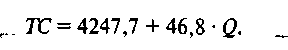 TC = 4247,7 + 46,8 · Q.